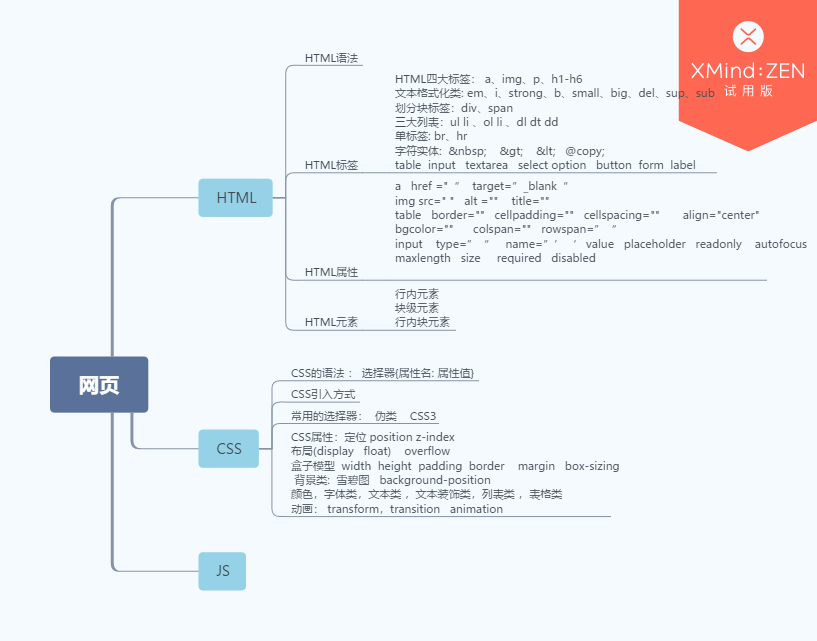 XMind:ZEN
试用版
网页
HTML
HTML语法
HTML标签
HTML四大标签： a、img、p、h1-h6
文本格式化类: em、i、strong、b、small、big、del、sup、sub
划分块标签：div、span
三大列表：ul li 、ol li 、dl dt dd
单标签: br、hr
字符实体:  &nbsp;    &gt;    &lt;   @copy;
table  input   textarea   select option   button  form  label
HTML属性
a   href =" ”    target=” _blank  ”
img src=" "   alt =""    title=""
table   border=""   cellpadding=""   cellspacing=""       align="center"
bgcolor=""      colspan=""   rowspan=”   ”
input    type=”    ”     name=”  ’     ’  value   placeholder   readonly    autofocus
maxlength   size     required   disabled
HTML元素
行内元素
块级元素
行内块元素
CSS
CSS的语法 ： 选择器{属性名: 属性值}
CSS引入方式
常用的选择器：  伪类    CSS3
CSS属性：定位 position z-index
布局(display   float)    overflow
盒子模型  width  height  padding  border    margin   box-sizing
背景类:  雪碧图   background-position
颜色，字体类，文本类 ，文本装饰类，列表类 ，表格类
动画： transform，transition   animation
JS